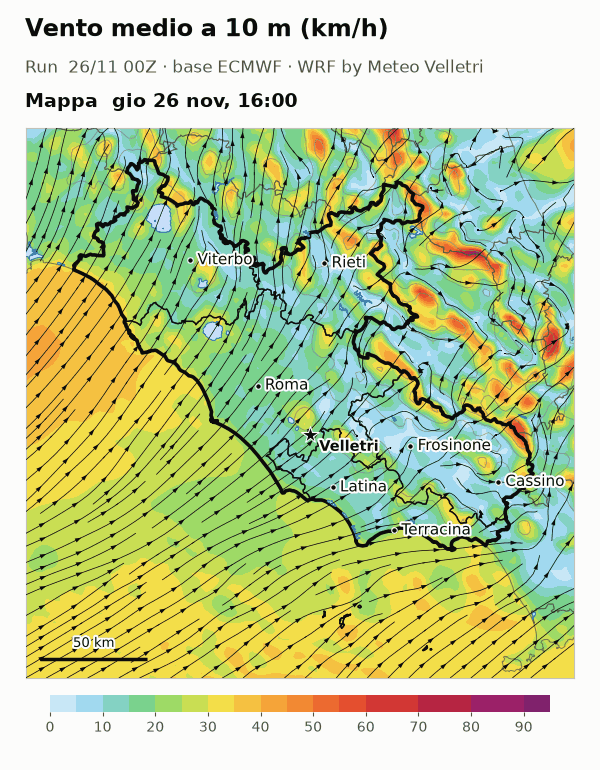 Vento medio a 10 m (km/h)
Run  26/11 00Z · base ECMWF · WRF by Meteo Velletri
Mappa  gio 26 nov, 16:00
Viterbo
Rieti
Roma
Velletri
Frosinone
Cassino
Latina
Terracina
50 km
0 10 20 30 40 50 60 70 80 90